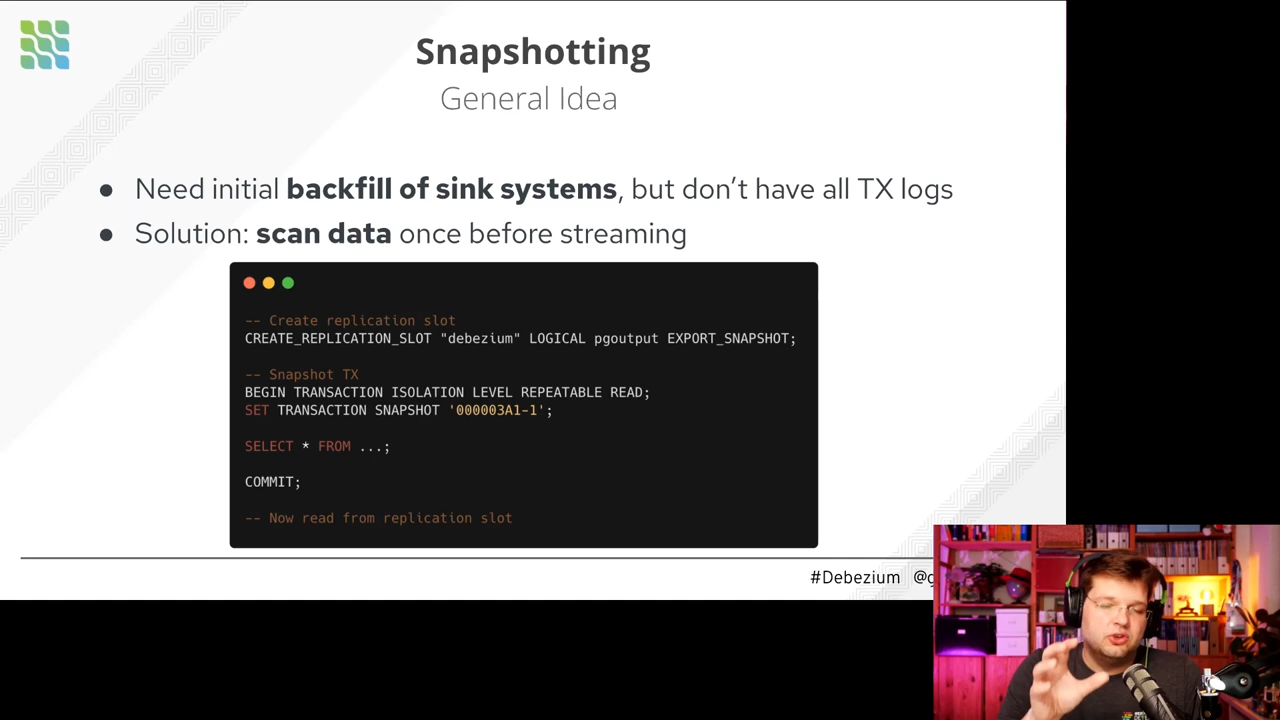 Snapshotting
General Idea
● Need initial backfill of sink systems, but don’t have all TX logs
● Solution: scan data once before streaming
-- Create replication slot
CREATE_REPLICATION_SLOT "debezium" LOGICAL pgoutput EXPORT_SNAPSHOT;
-- Snapshot TX
BEGIN TRANSACTION ISOLATION LEVEL REPEATABLE READ;
SET TRANSACTION SNAPSHOT '000003A1-1';
SELECT * FROM ...;
COMMIT;
-- Now read from replication slot
#Debezium @g